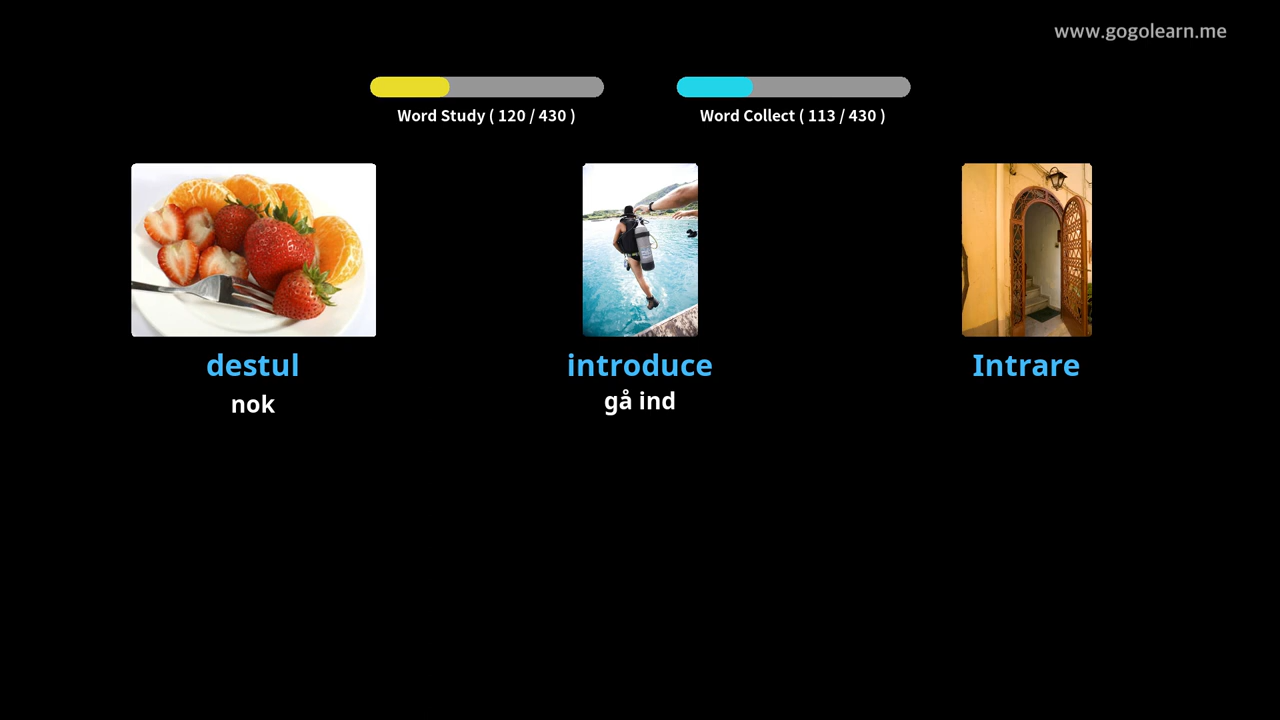 www.gogolearn.me
Word Study ( 120 / 430 )
Word Collect ( 113 / 430 )
destul
nok
introduce
gå ind
Intrare